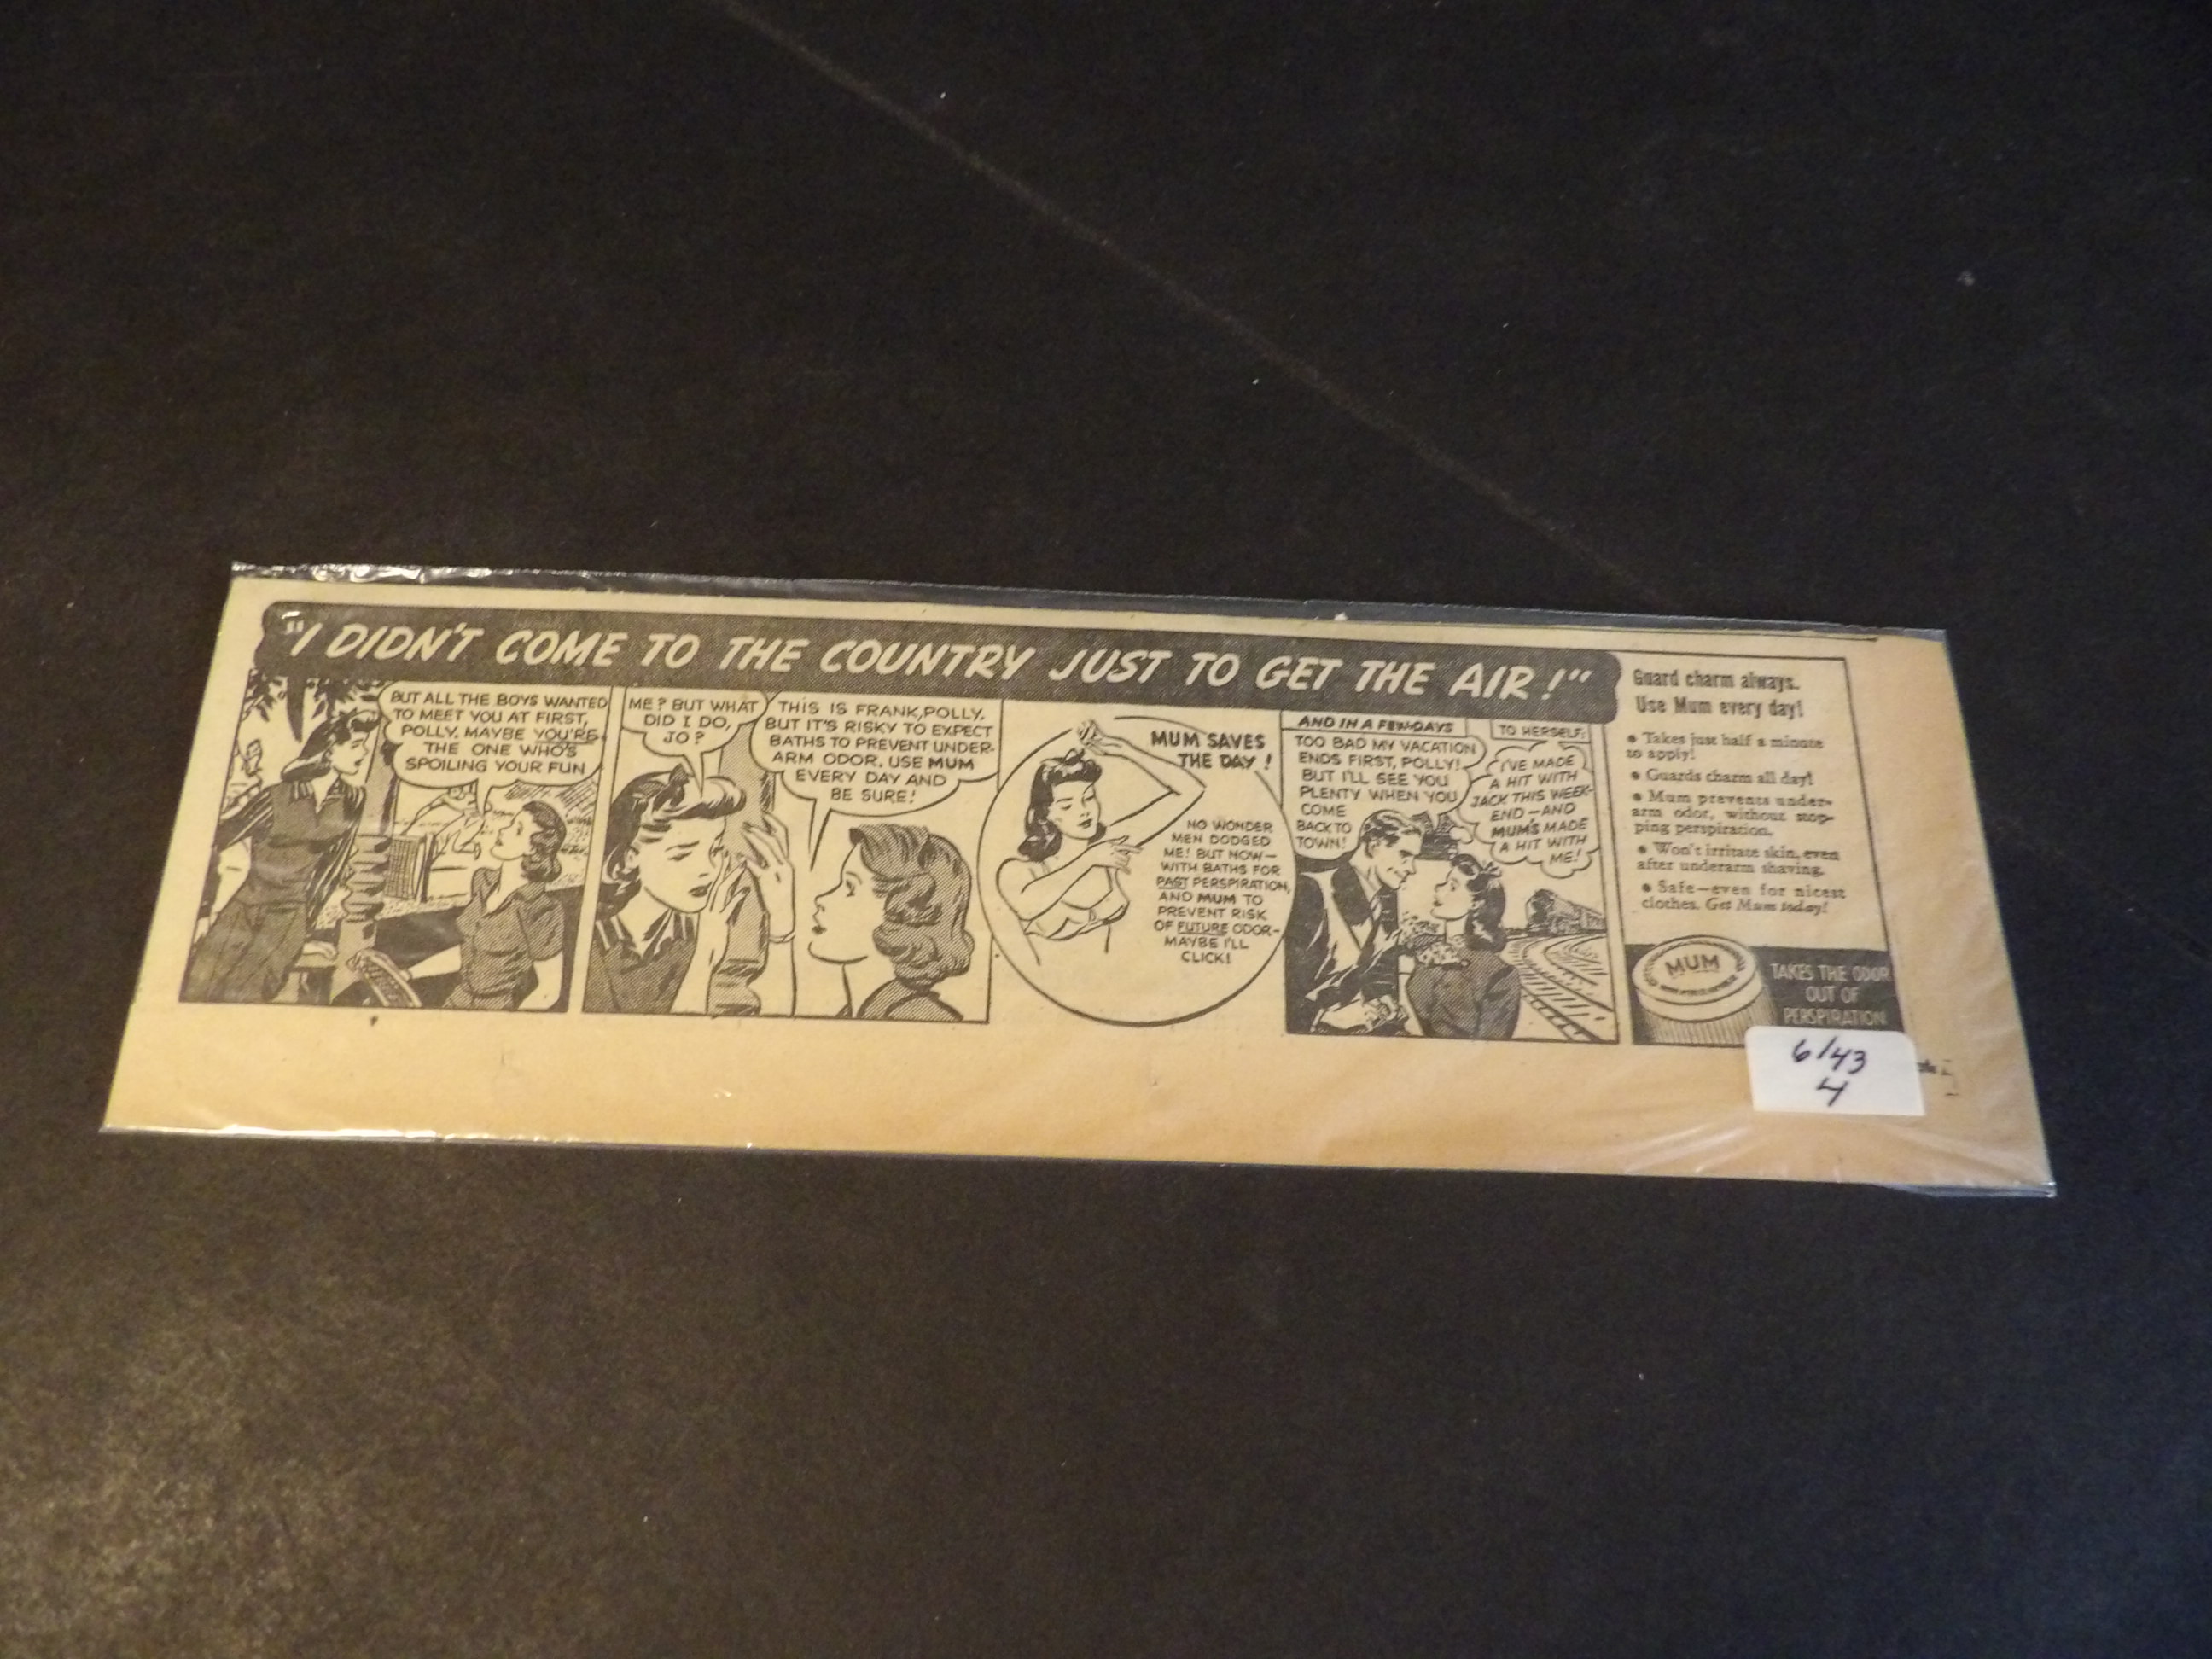 "I DIDN'T COME TO THE COUNTRY JUST TO GET THE AIR!"
BUT ALL THE BOYS WANTED
TO MEET YOU AT FIRST,
POLLY. MAYBE YOU'RE
THE ONE WHO'S
SPOILING YOUR FUN
ME? BUT WHAT
DID I DO,
JO?
THIS IS FRANK, POLLY.
BUT IT'S RISKY TO EXPECT
BATHS TO PREVENT UNDER-
ARM ODOR. USE MUM
EVERY DAY AND
BE SURE!
MUM SAVES
THE DAY!
NO WONDER
MEN DODGED
ME! BUT NOW—
WITH BATHS FOR
PAST PERSPIRATION,
AND MUM TO
PREVENT RISK
OF FUTURE ODOR—
MAYBE I'LL
CLICK!
AND IN A FEW DAYS
TOO BAD MY VACATION
ENDS FIRST, POLLY!
BUT I'LL SEE YOU
PLENTY WHEN YOU
COME
BACK TO
TOWN!
TO HERSELF:
I'VE MADE
A HIT WITH
JACK THIS WEEK-
END—AND
MUM'S MADE
A HIT WITH
ME!
Guard charm always.
Use Mum every day!
• Takes just half a minute
to apply!
• Guards charm all day!
• Mum prevents under-
arm odor, without stop-
ping perspiration.
• Won't irritate skin, even
after underarm shaving.
• Safe—even for nicest
clothes. Get Mum today!
MUM
TAKES THE ODOR
OUT OF
PERSPIRATION
6/43
4